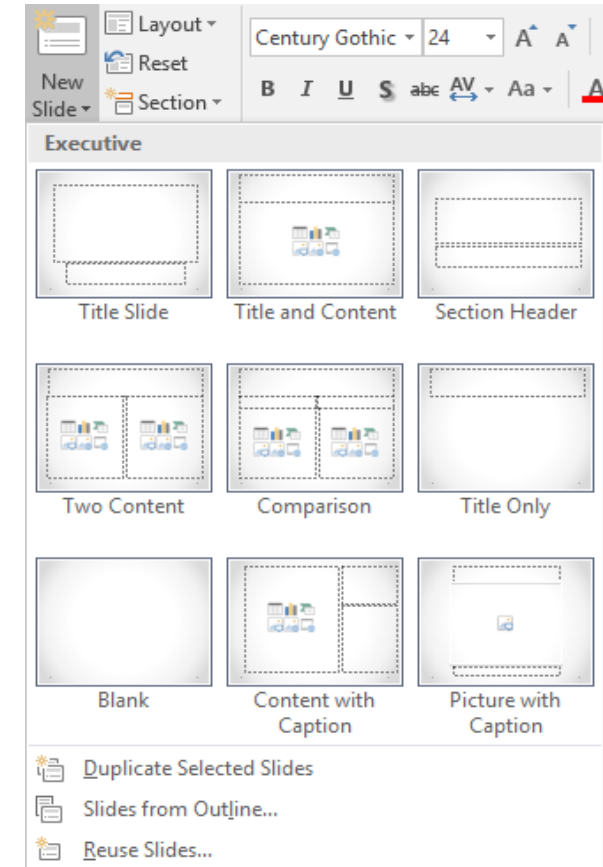 Layout
Century Gothic 24 A A
Reset
New
Slide
Section
B I U S abc AV Aa A
Executive
Title Slide
Title and Content
Section Header
Two Content
Comparison
Title Only
Blank
Content with
Caption
Picture with
Caption
Duplicate Selected Slides
Slides from Outline...
Reuse Slides...